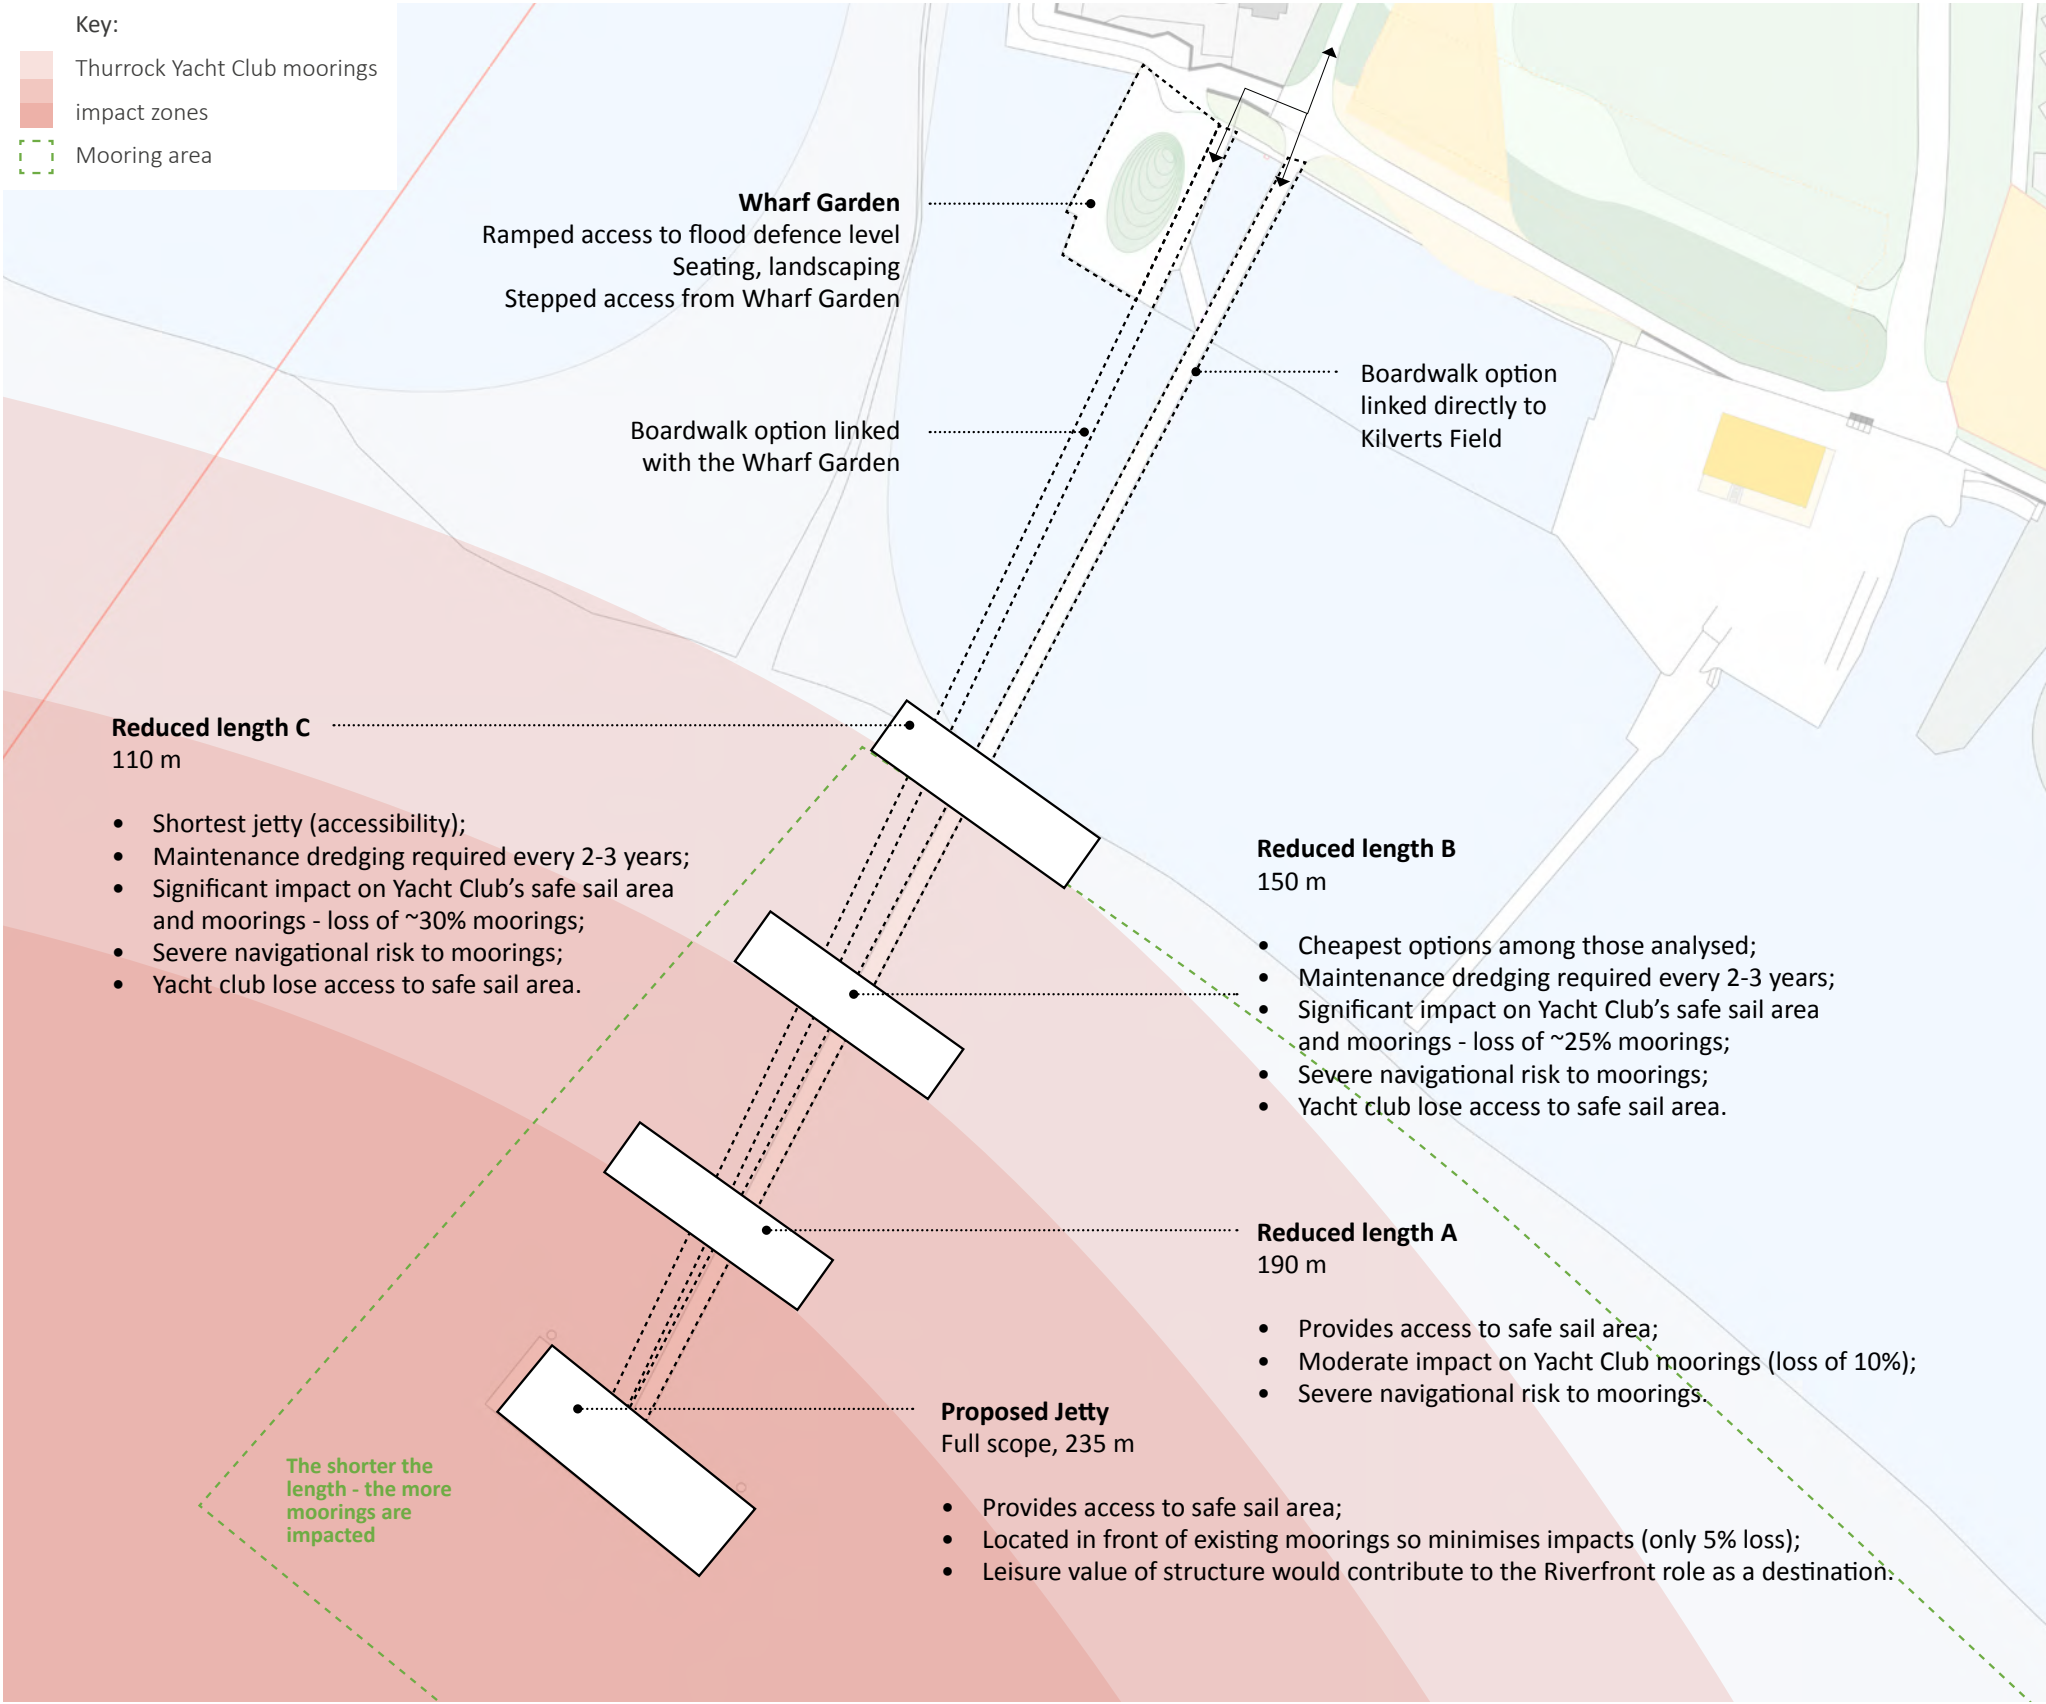 Key:
Thurrock Yacht Club moorings
impact zones
Mooring area
Wharf Garden
Ramped access to flood defence level
Seating, landscaping
Stepped access from Wharf Garden
Boardwalk option
linked directly to
Kilverts Field
Boardwalk option linked
with the Wharf Garden
Reduced length C
110 m
• Shortest jetty (accessibility);
• Maintenance dredging required every 2-3 years;
• Significant impact on Yacht Club’s safe sail area
and moorings - loss of ~30% moorings;
• Severe navigational risk to moorings;
• Yacht club lose access to safe sail area.
Reduced length B
150 m
• Cheapest options among those analysed;
• Maintenance dredging required every 2-3 years;
• Significant impact on Yacht Club’s safe sail area
and moorings - loss of ~25% moorings;
• Severe navigational risk to moorings;
• Yacht club lose access to safe sail area.
Reduced length A
190 m
• Provides access to safe sail area;
• Moderate impact on Yacht Club moorings (loss of 10%);
• Severe navigational risk to moorings.
Proposed Jetty
Full scope, 235 m
• Provides access to safe sail area;
• Located in front of existing moorings so minimises impacts (only 5% loss);
• Leisure value of structure would contribute to the Riverfront role as a destination.
The shorter the
length - the more
moorings are
impacted